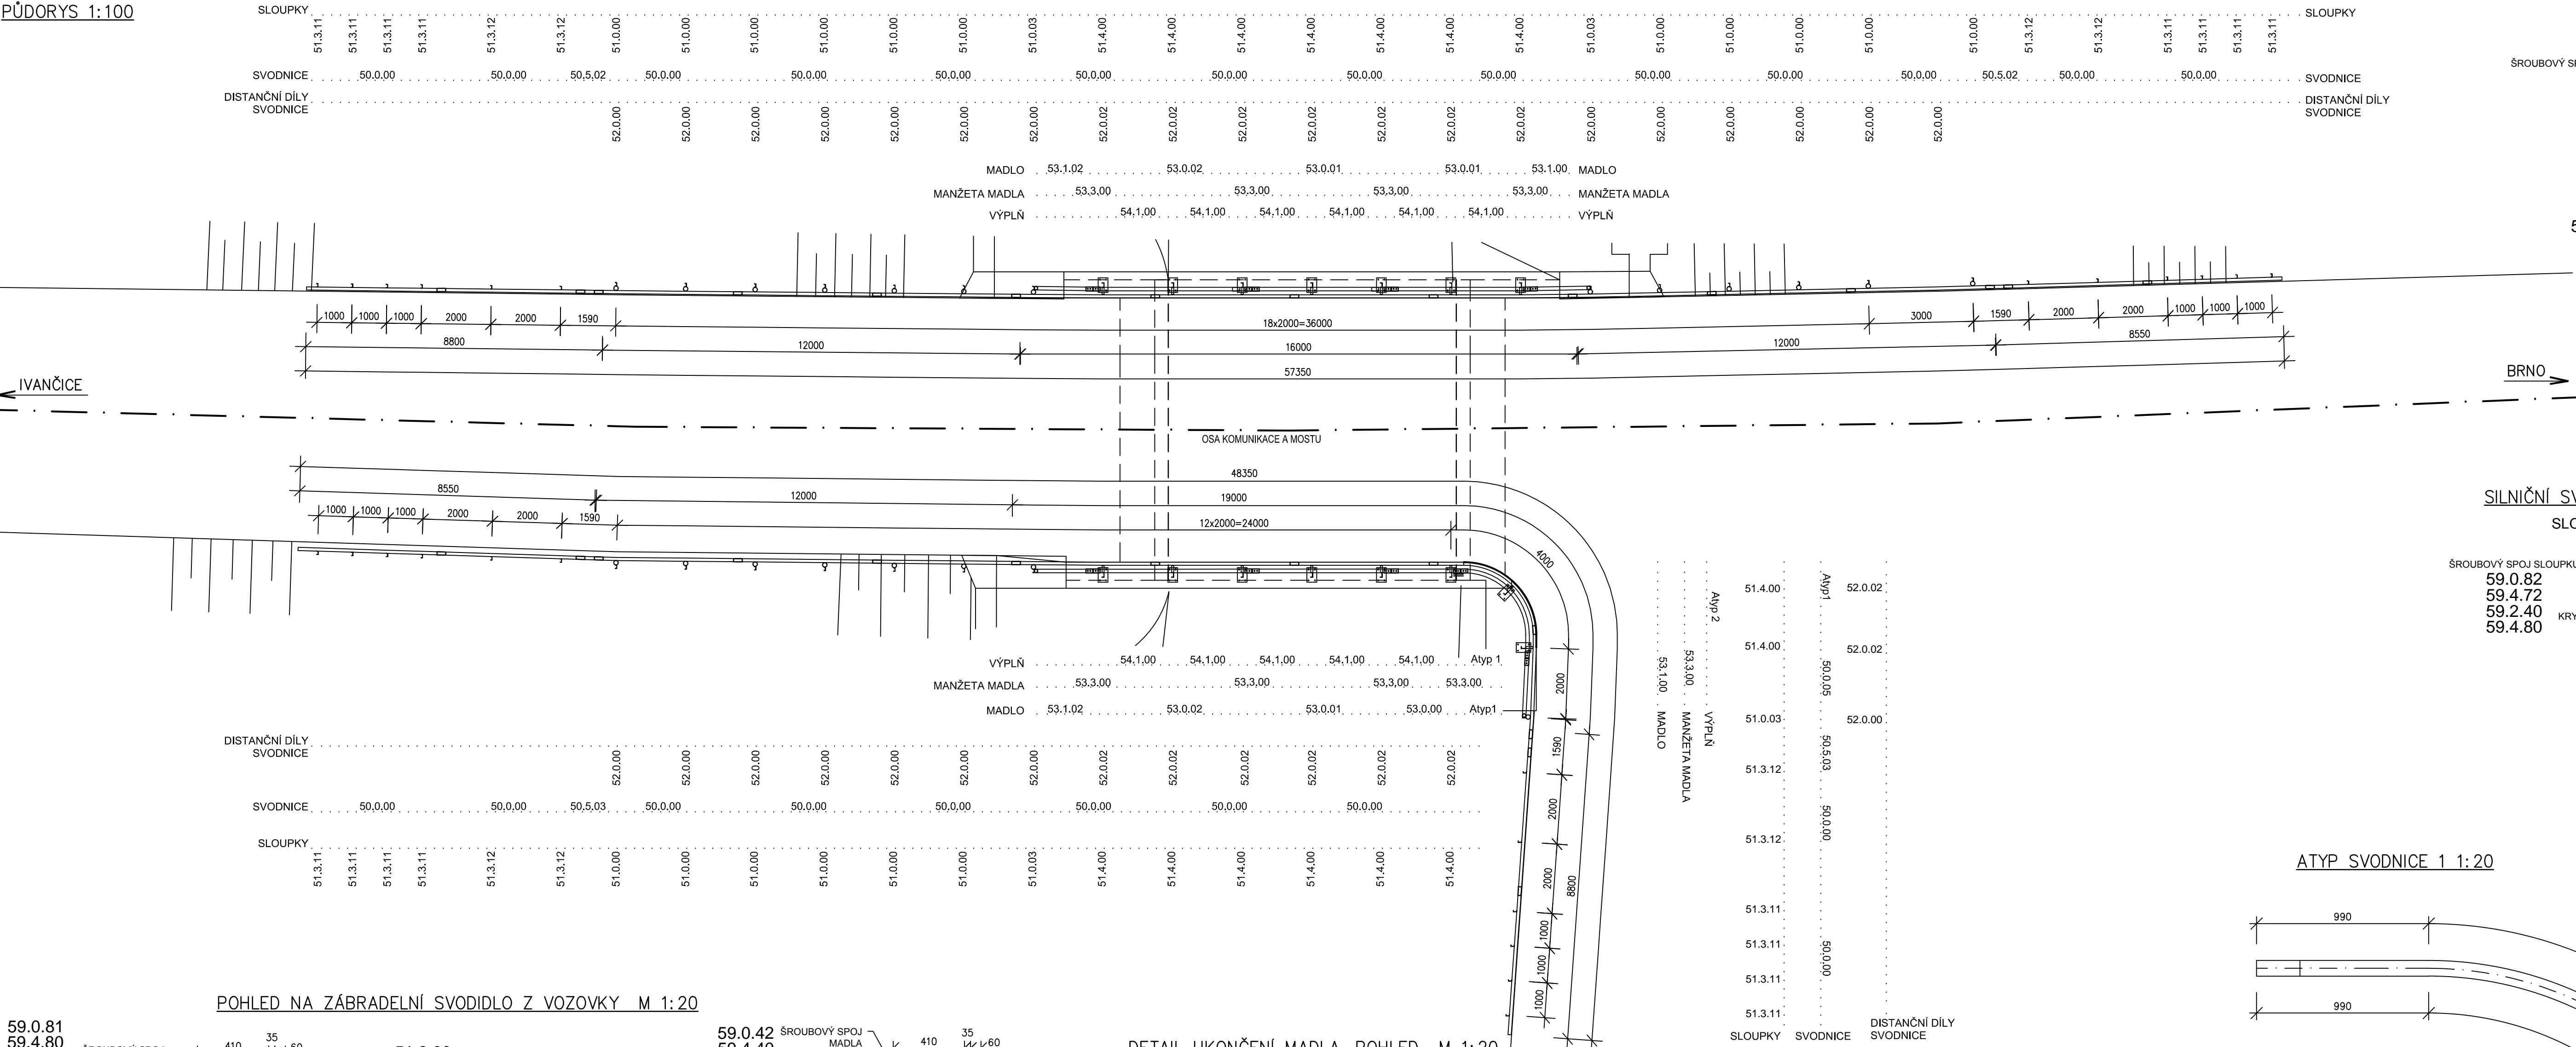 PŮDORYS 1:100
SLOUPKY SLOUPKY
51.3.11 51.3.11 51.3.11 51.3.11 51.3.12 51.3.12 51.0.00 51.0.00 51.0.00 51.0.00 51.0.00 51.0.00 51.0.03 51.4.00 51.4.00 51.4.00 51.4.00 51.4.00 51.4.00 51.4.00 51.0.03 51.0.00 51.0.00 51.0.00 51.0.00 51.0.00 51.3.12 51.3.12 51.3.11 51.3.11 51.3.11 51.3.11
ŠROUBOVÝ
SVODNICE 50.0.00 50.0.00 50.5.02 50.0.00 50.0.00 50.0.00 50.0.00 50.0.00 50.0.00 50.0.00 50.0.00 50.0.00 50.0.00 50.5.02 50.0.00 50.0.00 SVODNICE
DISTANČNÍ DÍLY DISTANČNÍ DÍLY
SVODNICE SVODNICE
52.0.00 52.0.00 52.0.00 52.0.00 52.0.00 52.0.00 52.0.00 52.0.02 52.0.02 52.0.02 52.0.02 52.0.02 52.0.02 52.0.02 52.0.00 52.0.00 52.0.00 52.0.00 52.0.00 52.0.00
MADLO 53.1.02 53.0.02 53.0.01 53.0.01 53.1.00 MADLO
MANŽETA MADLA 53.3.00 53.3.00 53.3.00 53.3.00 MANŽETA MADLA
VÝPLŇ 54.1.00 54.1.00 54.1.00 54.1.00 54.1.00 54.1.00 VÝPLŇ
1000 1000 1000 2000 2000 1590 18x2000=36000 3000 1590 2000 2000 1000 1000 1000
8800 12000 16000 12000 8550
57350
IVANČICE BRNO
OSA KOMUNIKACE A MOSTU
48350
8550 12000 19000
1000 1000 1000 2000 2000 1590 12x2000=24000
4000
2000
1590
2000
2000
8800
1000
1000
1000
VÝPLŇ 54.1.00 54.1.00 54.1.00 54.1.00 54.1.00 Atyp 1
MANŽETA MADLA 53.3.00 53.3.00 53.3.00 53.3.00
MADLO 53.1.02 53.0.02 53.0.01 53.0.00 Atyp1
DISTANČNÍ DÍLY
SVODNICE
52.0.00 52.0.00 52.0.00 52.0.00 52.0.00 52.0.00 52.0.00 52.0.02 52.0.02 52.0.02 52.0.02 52.0.02 52.0.02
SVODNICE 50.0.00 50.0.00 50.5.03 50.0.00 50.0.00 50.0.00 50.0.00 50.0.00 50.0.00
SLOUPKY
51.3.11 51.3.11 51.3.11 51.3.11 51.3.12 51.3.12 51.0.00 51.0.00 51.0.00 51.0.00 51.0.00 51.0.00 51.0.03 51.4.00 51.4.00 51.4.00 51.4.00 51.4.00 51.4.00
53.1.00 MADLO
53.3.00 MANŽETA MADLA
Atyp 2 VÝPLŇ
51.4.00
51.4.00
51.0.03
51.3.12
51.3.12
51.3.11
51.3.11
51.3.11
51.3.11
SLOUPKY
Atyp1 50.0.05 50.5.03 50.0.00 50.0.00
SVODNICE
52.0.02
52.0.02
52.0.00
DISTANČNÍ DÍLY
SVODNICE
SILNIČNÍ
ŠROUBOVÝ SPOJ SLOUPKU
59.0.82
59.4.72
59.2.40
59.4.80
ATYP SVODNICE 1 1:20
990
990
POHLED NA ZÁBRADELNÍ SVODIDLO Z VOZOVKY M 1:20
59.0.81
59.4.80
410 35 60
59.0.42 ŠROUBOVÝ SPOJ
MADLA
410 35 60
DETAIL UKONČENÍ MADLA, POHLED M 1:20